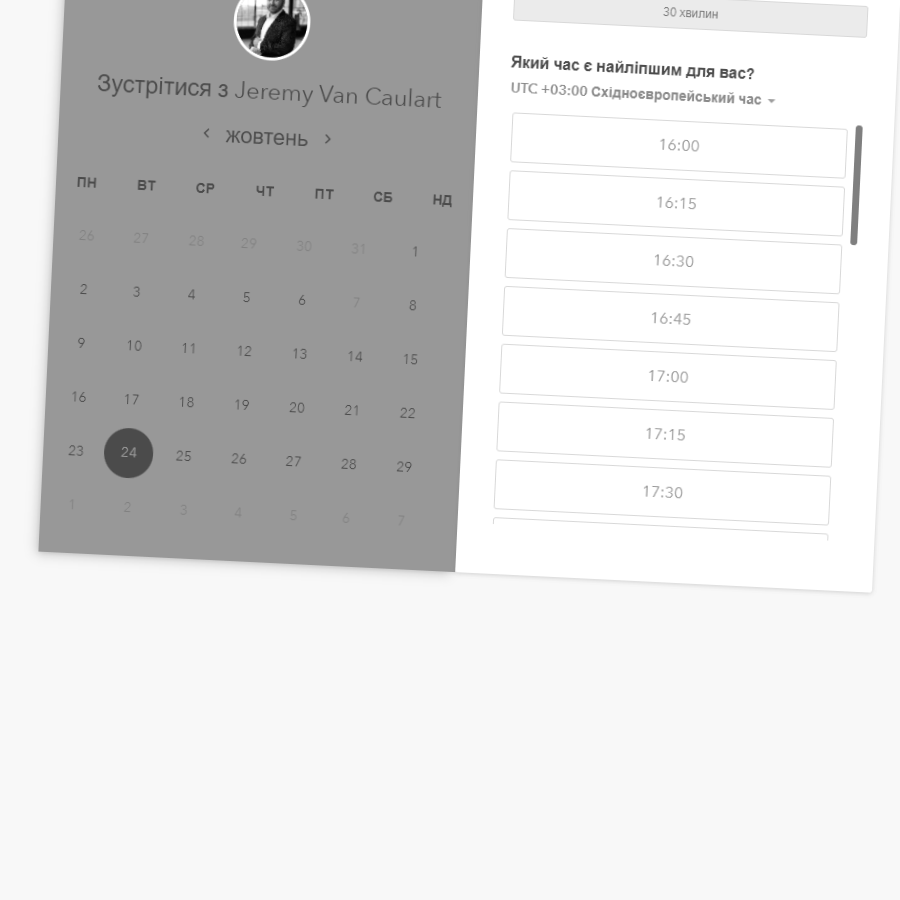 Зустрітися з Jeremy Van Caulart
жовтень
ПН ВТ СР ЧТ ПТ СБ НД
26 27 28 29 30 31 1
2 3 4 5 6 7 8
9 10 11 12 13 14 15
16 17 18 19 20 21 22
23 24 25 26 27 28 29
1 2 3 4 5 6 7
30 хвилин
Який час є найліпшим для вас?
UTC +03:00 Східноєвропейський час
16:00
16:15
16:30
16:45
17:00
17:15
17:30